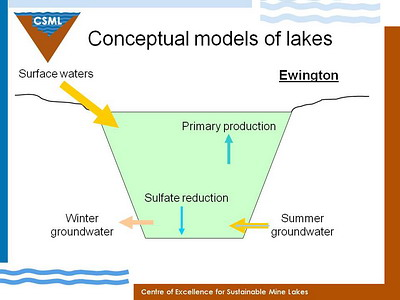 CSML
Conceptual models of lakes
Surface waters
Ewington
Primary production
Sulfate reduction
Winter
groundwater
Summer
groundwater
Centre of Excellence for Sustainable Mine Lakes